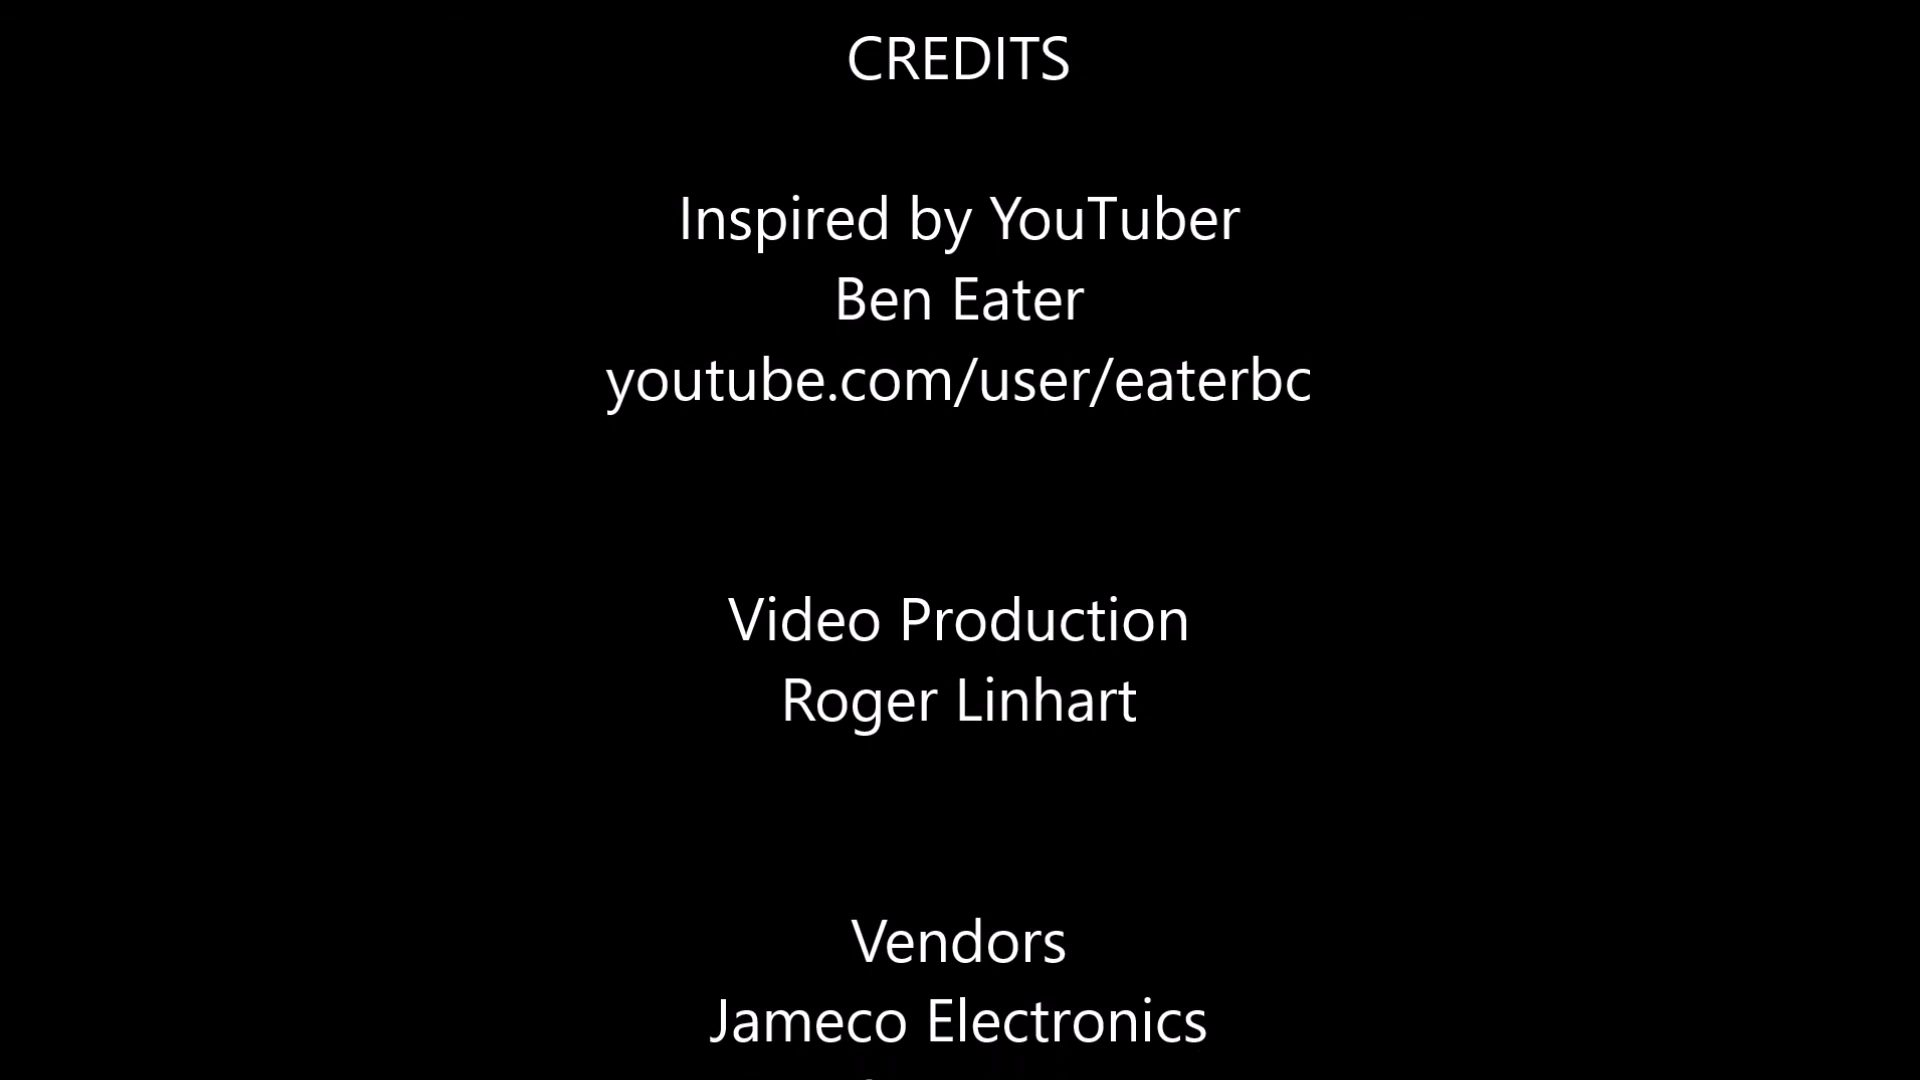 CREDITS
Inspired by YouTuber
Ben Eater
youtube.com/user/eaterbc
Video Production
Roger Linhart
Vendors
Jameco Electronics